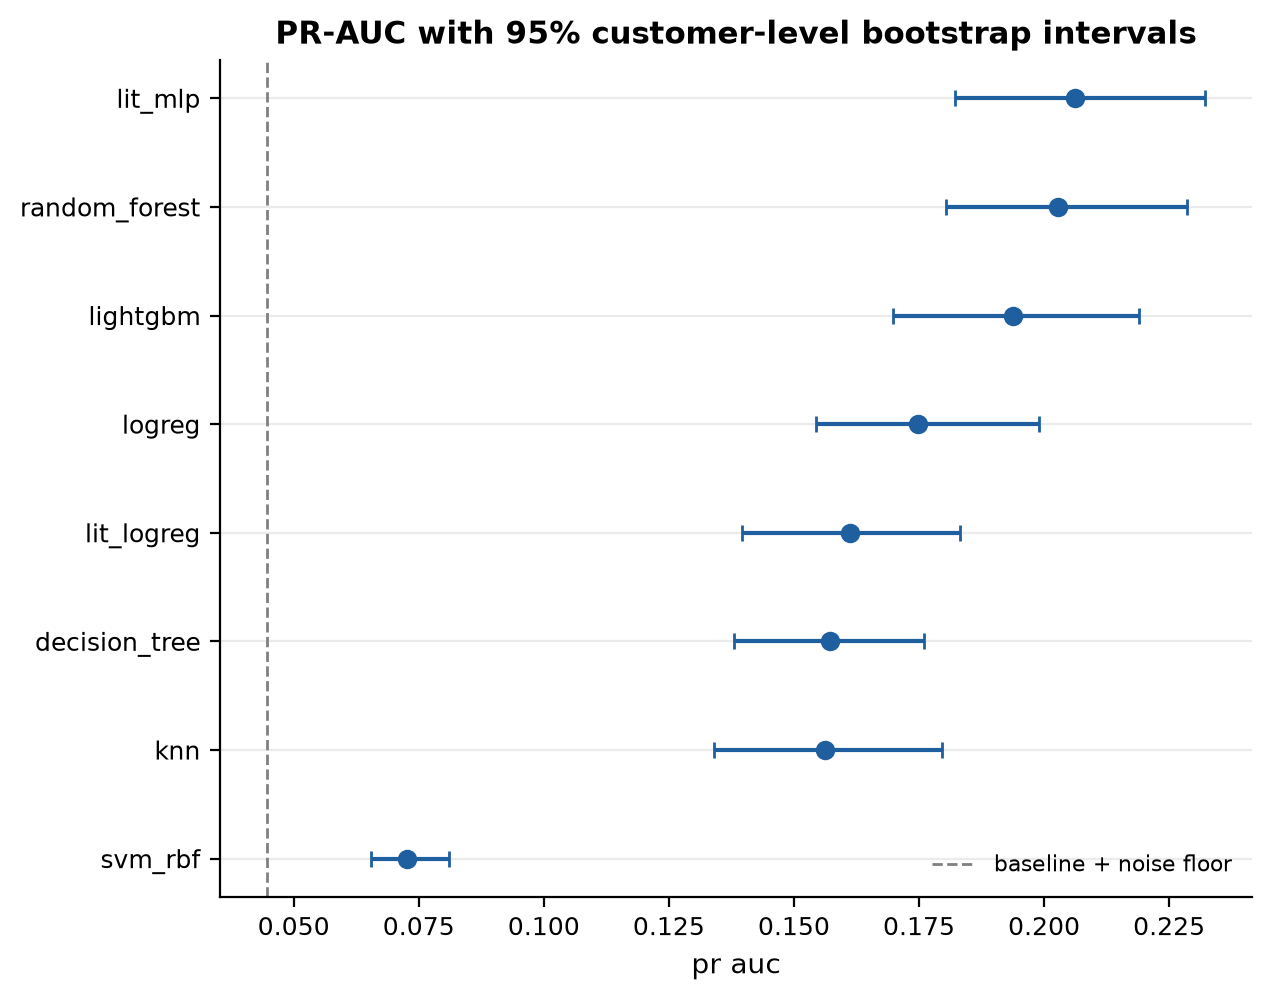 PR-AUC with 95% customer-level bootstrap intervals
lit_mlp
random_forest
lightgbm
logreg
lit_logreg
decision_tree
knn
svm_rbf
baseline + noise floor
0.050 0.075 0.100 0.125 0.150 0.175 0.200 0.225
pr auc